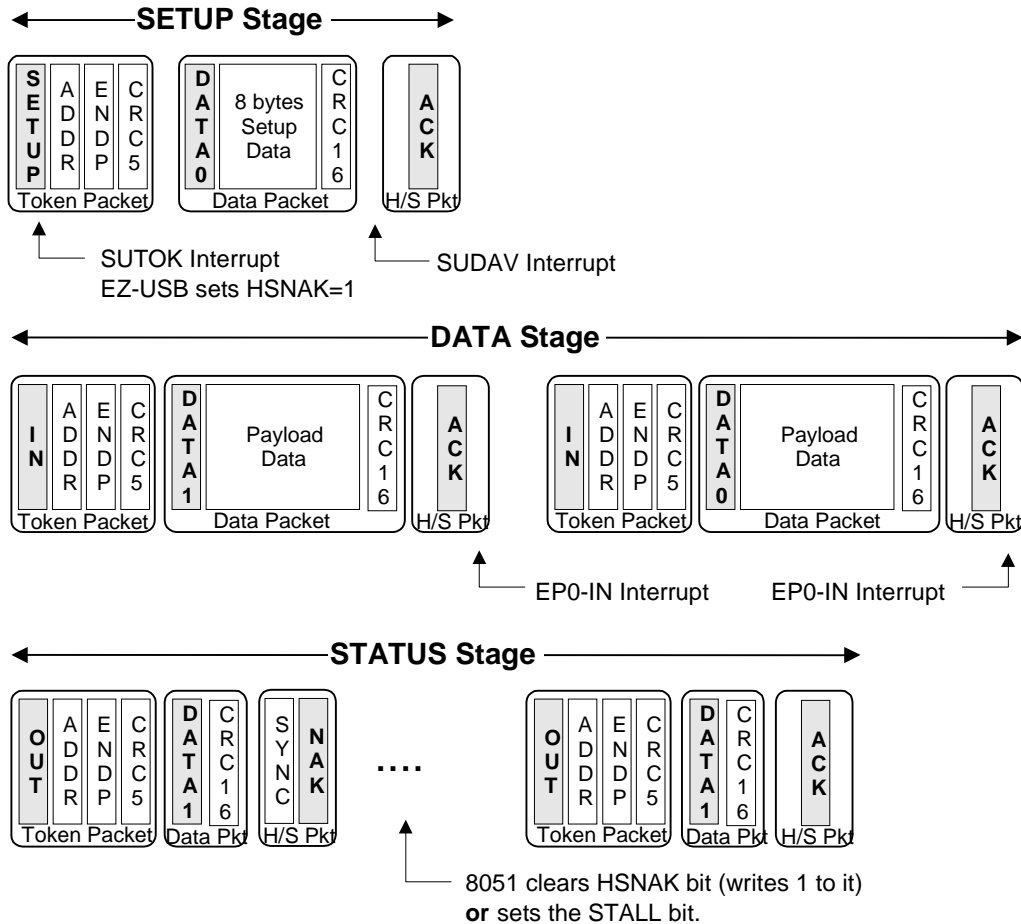 SETUP Stage
SETUP ADDR ENDP CRC5
Token Packet
DATA0 8 bytes Setup Data CRC16
Data Packet
ACK
H/S Pkt
SUTOK Interrupt
EZ-USB sets HSNAK=1
SUDAV Interrupt
DATA Stage
IN ADDR ENDP CRC5
Token Packet
DATA1 Payload Data CRC16
Data Packet
ACK
H/S Pkt
IN ADDR ENDP CRC5
Token Packet
DATA0 Payload Data CRC16
Data Packet
ACK
H/S Pkt
EP0-IN Interrupt
EP0-IN Interrupt
STATUS Stage
OUT ADDR ENDP CRC5
Token Packet
DATA1 CRC16
Data Pkt
SYNC NAK
H/S Pkt
....
OUT ADDR ENDP CRC5
Token Packet
DATA1 CRC16
Data Pkt
ACK
H/S Pkt
8051 clears HSNAK bit (writes 1 to it)
or sets the STALL bit.